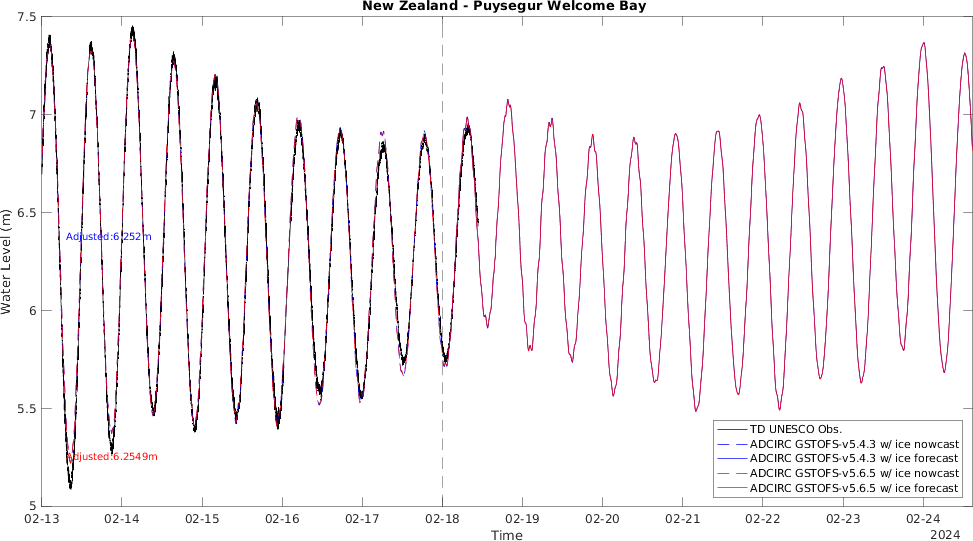 New Zealand - Puysegur Welcome Bay
7.5
7
6.5
6
5.5
5
Water Level (m)
Adjusted:6.252m
Adjusted:6.2549m
TD UNESCO Obs.
ADCIRC GSTOFS-v5.4.3 w/ ice nowcast
ADCIRC GSTOFS-v5.4.3 w/ ice forecast
ADCIRC GSTOFS-v5.6.5 w/ ice nowcast
ADCIRC GSTOFS-v5.6.5 w/ ice forecast
02-13 02-14 02-15 02-16 02-17 02-18 02-19 02-20 02-21 02-22 02-23 02-24
Time
2024